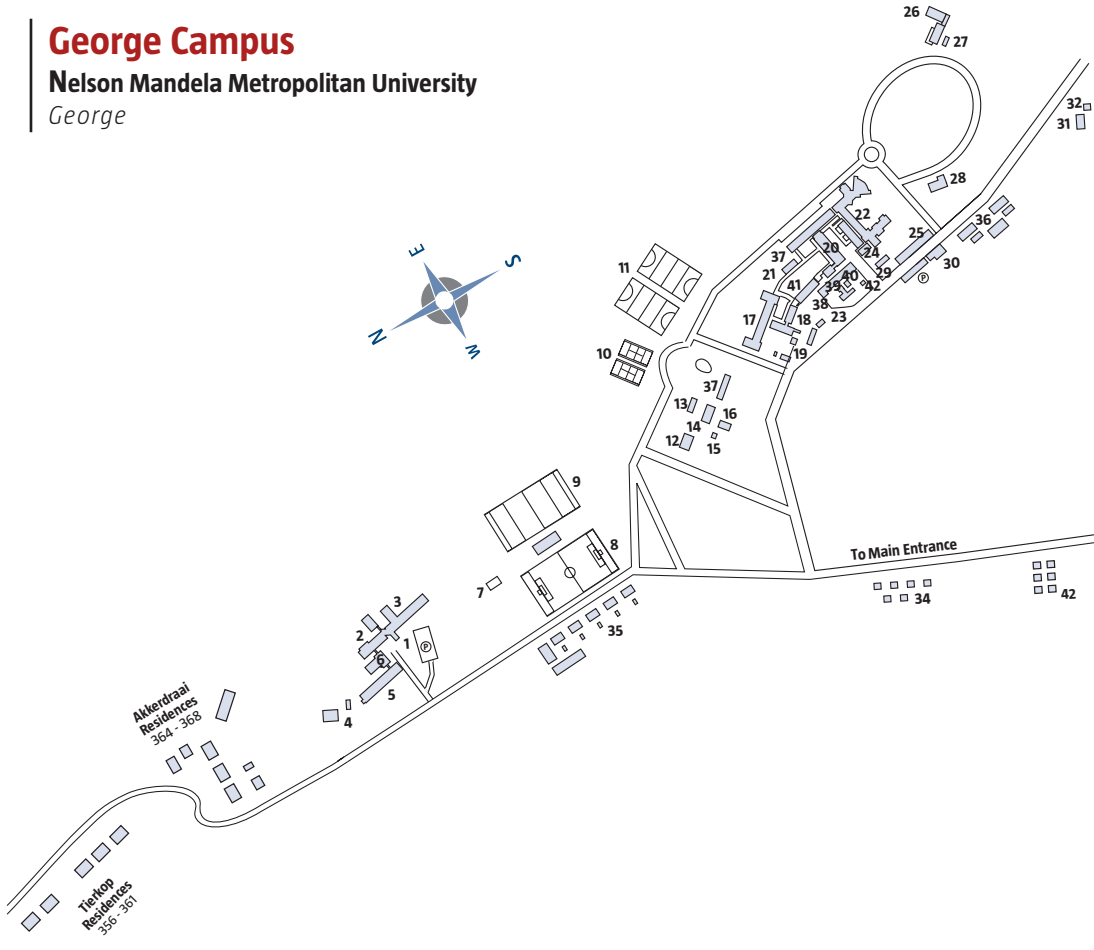 George Campus
Nelson Mandela Metropolitan University
George
26
27
32
31
28
22
36
25
37
20
24
30
21
29
P
40
42
41
39
38
23
17
18
19
11
10
E
S
N
W
37
13
16
14
12
15
9
8
7
To Main Entrance
34
42
35
3
2
1
P
6
5
4
Akkerdraai
Residences
364 - 368
Tierkop
Residences
356 - 361